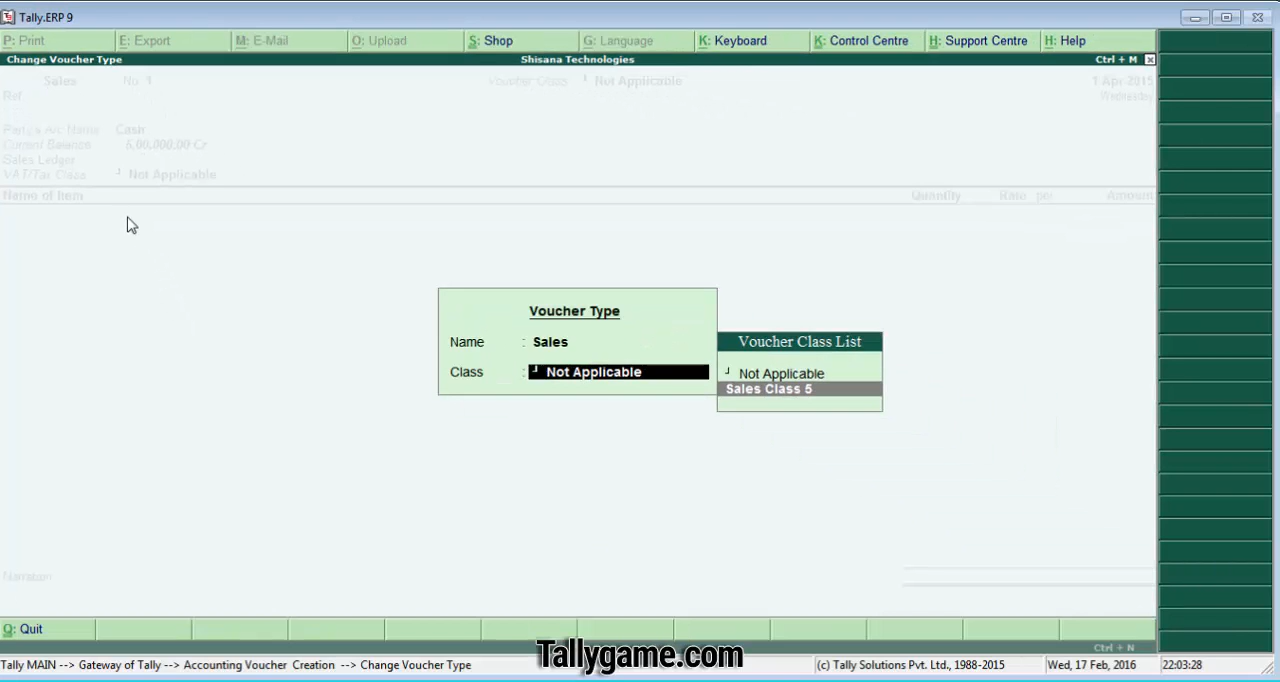 Tally.ERP 9
P: Print E: Export M: E-Mail O: Upload S: Shop G: Language K: Keyboard K: Control Centre H: Support Centre H: Help
Change Voucher Type Shisana Technologies Ctrl + M
Sales No. 1 Voucher Class ┘ Not Applicable 1 Apr-2015
Ref Wednesday
Party's A/c Name Cash
Current Balance 5,00,000.00 Cr
Sales Ledger
VAT/Tax Class ┘ Not Applicable
Name of Item Quantity Rate per Amount
Voucher Type
Name : Sales
Class : ┘ Not Applicable
Voucher Class List
┘ Not Applicable
Sales Class 5
Narration
Q: Quit
Ctrl + N
Tallygame.com
Tally MAIN --> Gateway of Tally --> Accounting Voucher Creation --> Change Voucher Type (c) Tally Solutions Pvt. Ltd., 1988-2015 Wed, 17 Feb, 2016 22:03:28